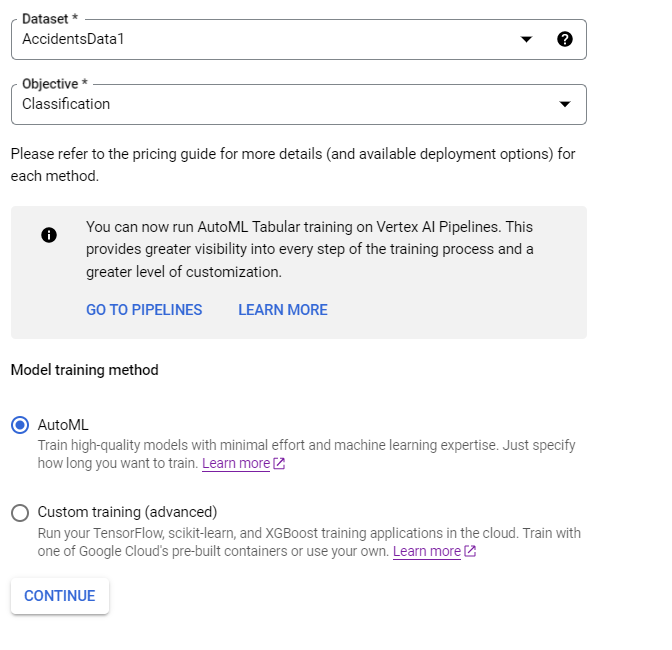 Dataset *
AccidentsData1
Objective *
Classification
Please refer to the pricing guide for more details (and available deployment options) for
each method.
You can now run AutoML Tabular training on Vertex AI Pipelines. This
provides greater visibility into every step of the training process and a
greater level of customization.
GO TO PIPELINES LEARN MORE
Model training method
AutoML
Train high-quality models with minimal effort and machine learning expertise. Just specify
how long you want to train. Learn more
Custom training (advanced)
Run your TensorFlow, scikit-learn, and XGBoost training applications in the cloud. Train with
one of Google Cloud's pre-built containers or use your own. Learn more
CONTINUE